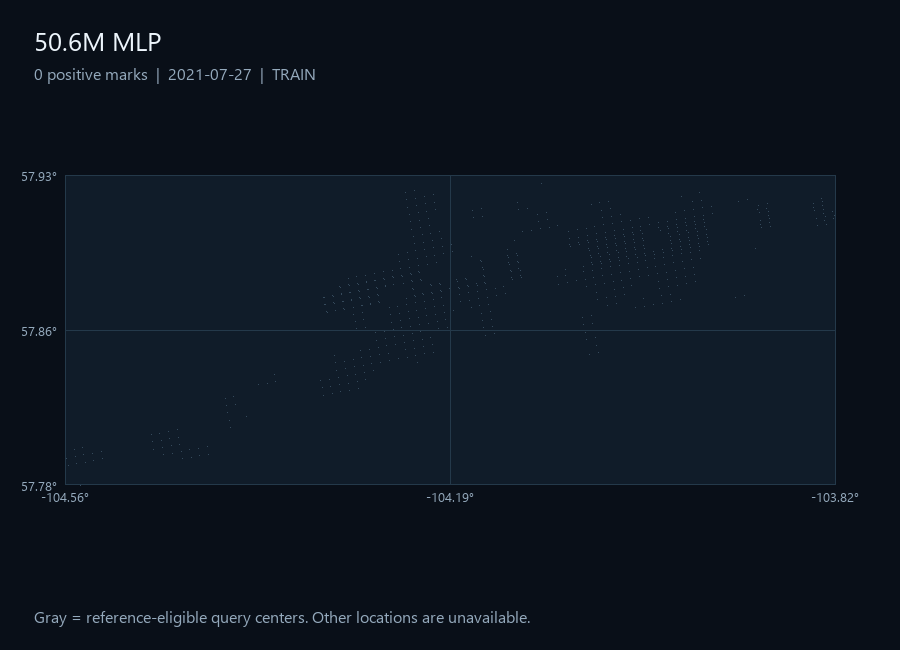 50.6M MLP
0 positive marks | 2021-07-27 | TRAIN
57.93°
57.86°
57.78°
-104.56°
-104.19°
-103.82°
Gray = reference-eligible query centers. Other locations are unavailable.